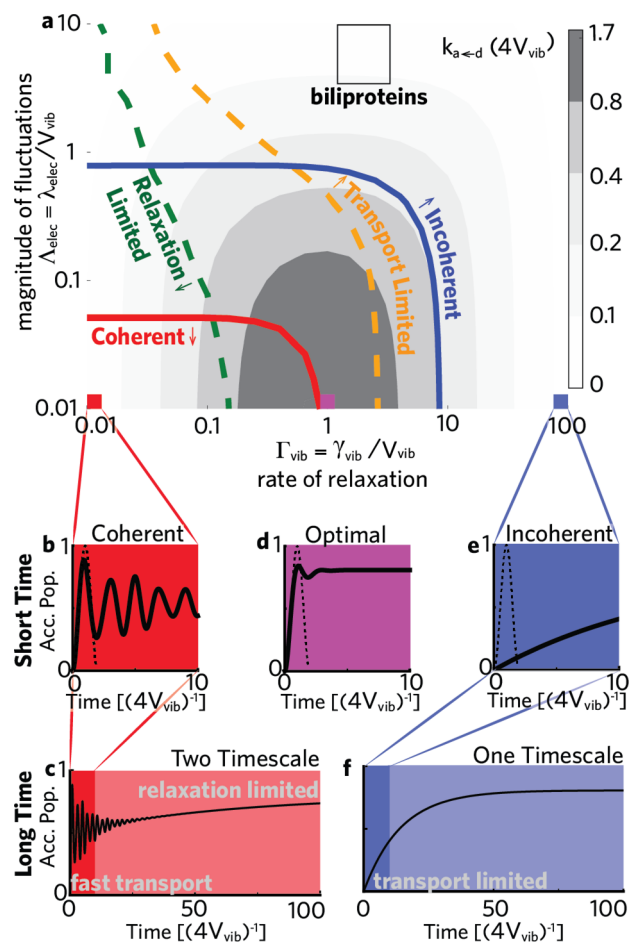 a
10
1
0.1
0.01
magnitude of fluctuations
Λelec = λelec/Vvib
0.01
0.1
1
10
100
Γvib = γvib /Vvib
rate of relaxation
biliproteins
Relaxation
Limited
Transport Limited
Incoherent
Coherent
ka←d (4Vvib)
1.7
0.8
0.4
0.2
0.1
0
b
Coherent
d
Optimal
e
Incoherent
Short Time
Acc. Pop.
1
0
0
10
Time [(4Vvib)-1]
0
10
Time [(4Vvib)-1]
1
0
0
10
Time [(4Vvib)-1]
c
Two Timescale
relaxation limited
fast transport
f
One Timescale
transport limited
Long Time
Acc. Pop.
1
0
0
50
100
Time [(4Vvib)-1]
0
50
100
Time [(4Vvib)-1]